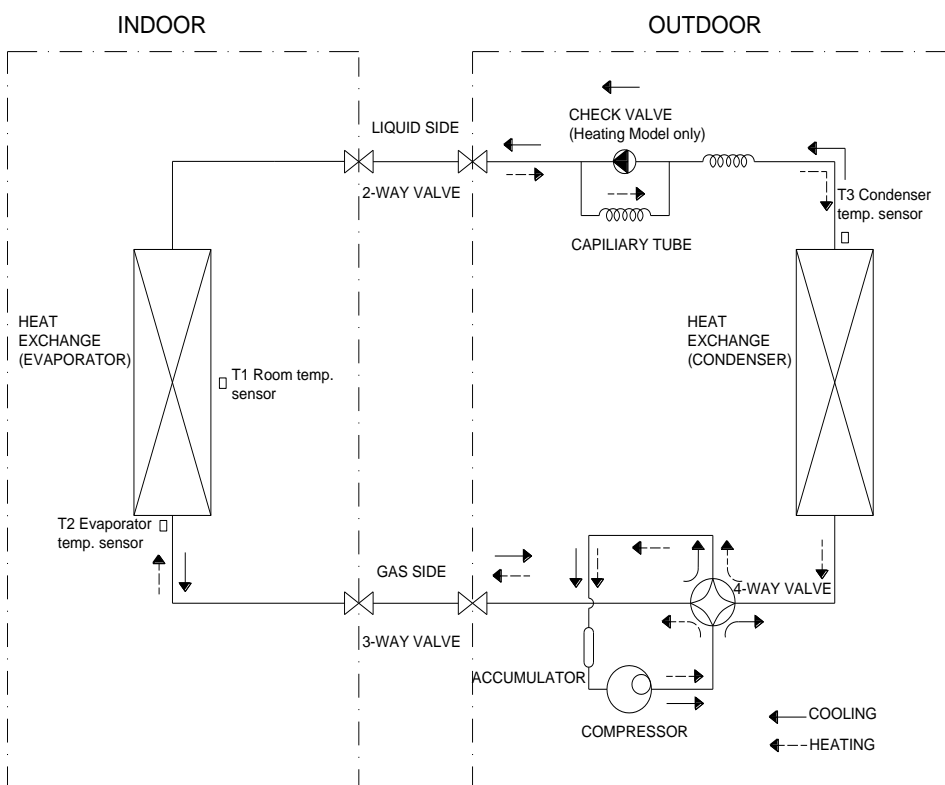 INDOOR
OUTDOOR
LIQUID SIDE
CHECK VALVE
(Heating Model only)
2-WAY VALVE
T3 Condenser
temp. sensor
CAPILIARY TUBE
HEAT
EXCHANGE
(EVAPORATOR)
HEAT
EXCHANGE
(CONDENSER)
T1 Room temp.
sensor
T2 Evaporator
temp. sensor
GAS SIDE
4-WAY VALVE
3-WAY VALVE
ACCUMULATOR
COMPRESSOR
COOLING
HEATING